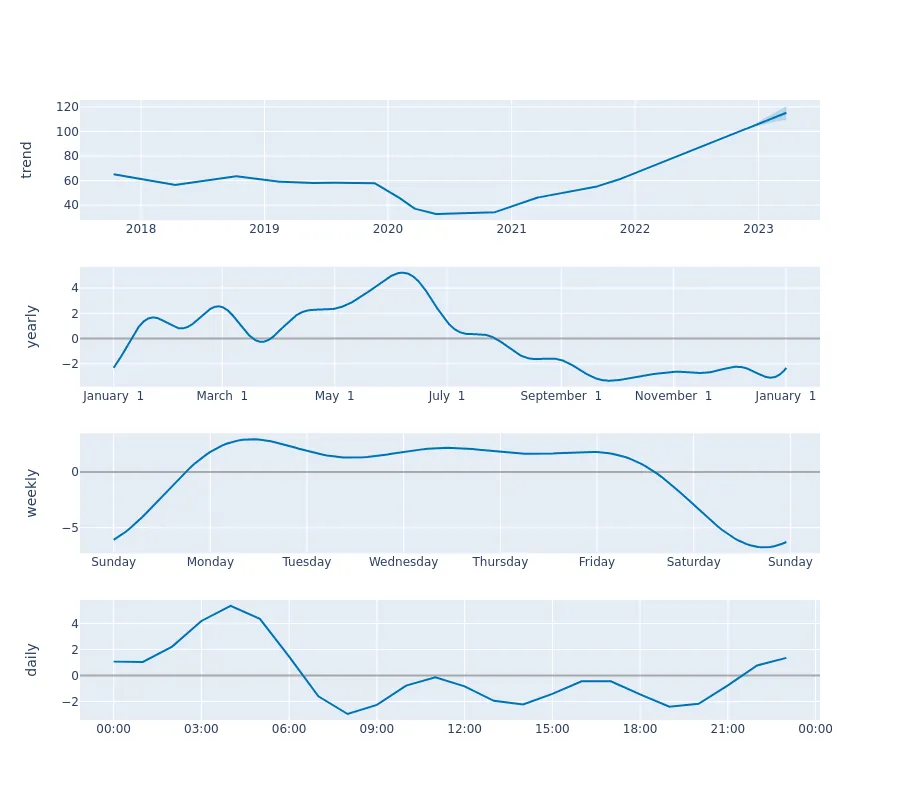 trend
120
100
80
60
40
2018 2019 2020 2021 2022 2023
yearly
4
2
0
−2
January 1 March 1 May 1 July 1 September 1 November 1 January 1
weekly
0
−5
Sunday Monday Tuesday Wednesday Thursday Friday Saturday Sunday
daily
4
2
0
−2
00:00 03:00 06:00 09:00 12:00 15:00 18:00 21:00 00:00